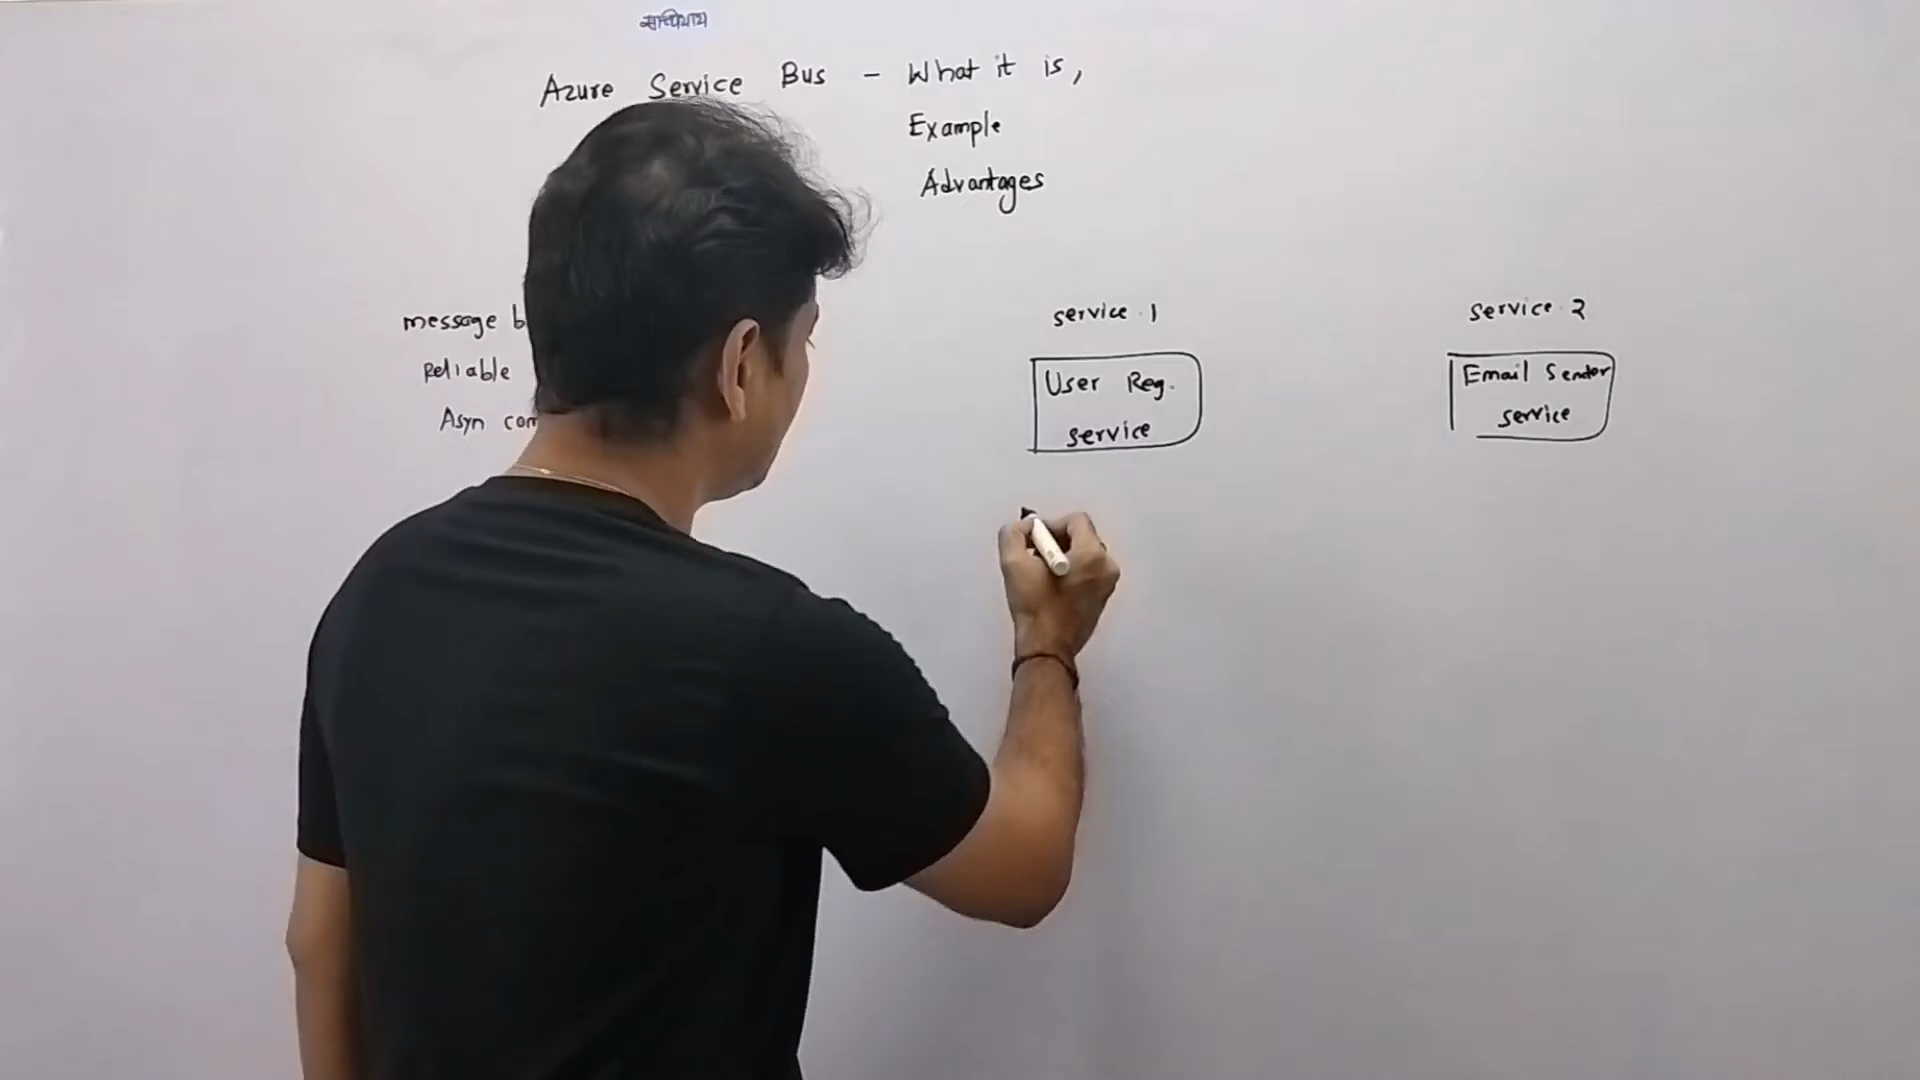 Azure Service Bus - What it is,
Example
Advantages
message
Reliable
Asyn
service 1
User Reg.
service
service 2
Email Sender
service